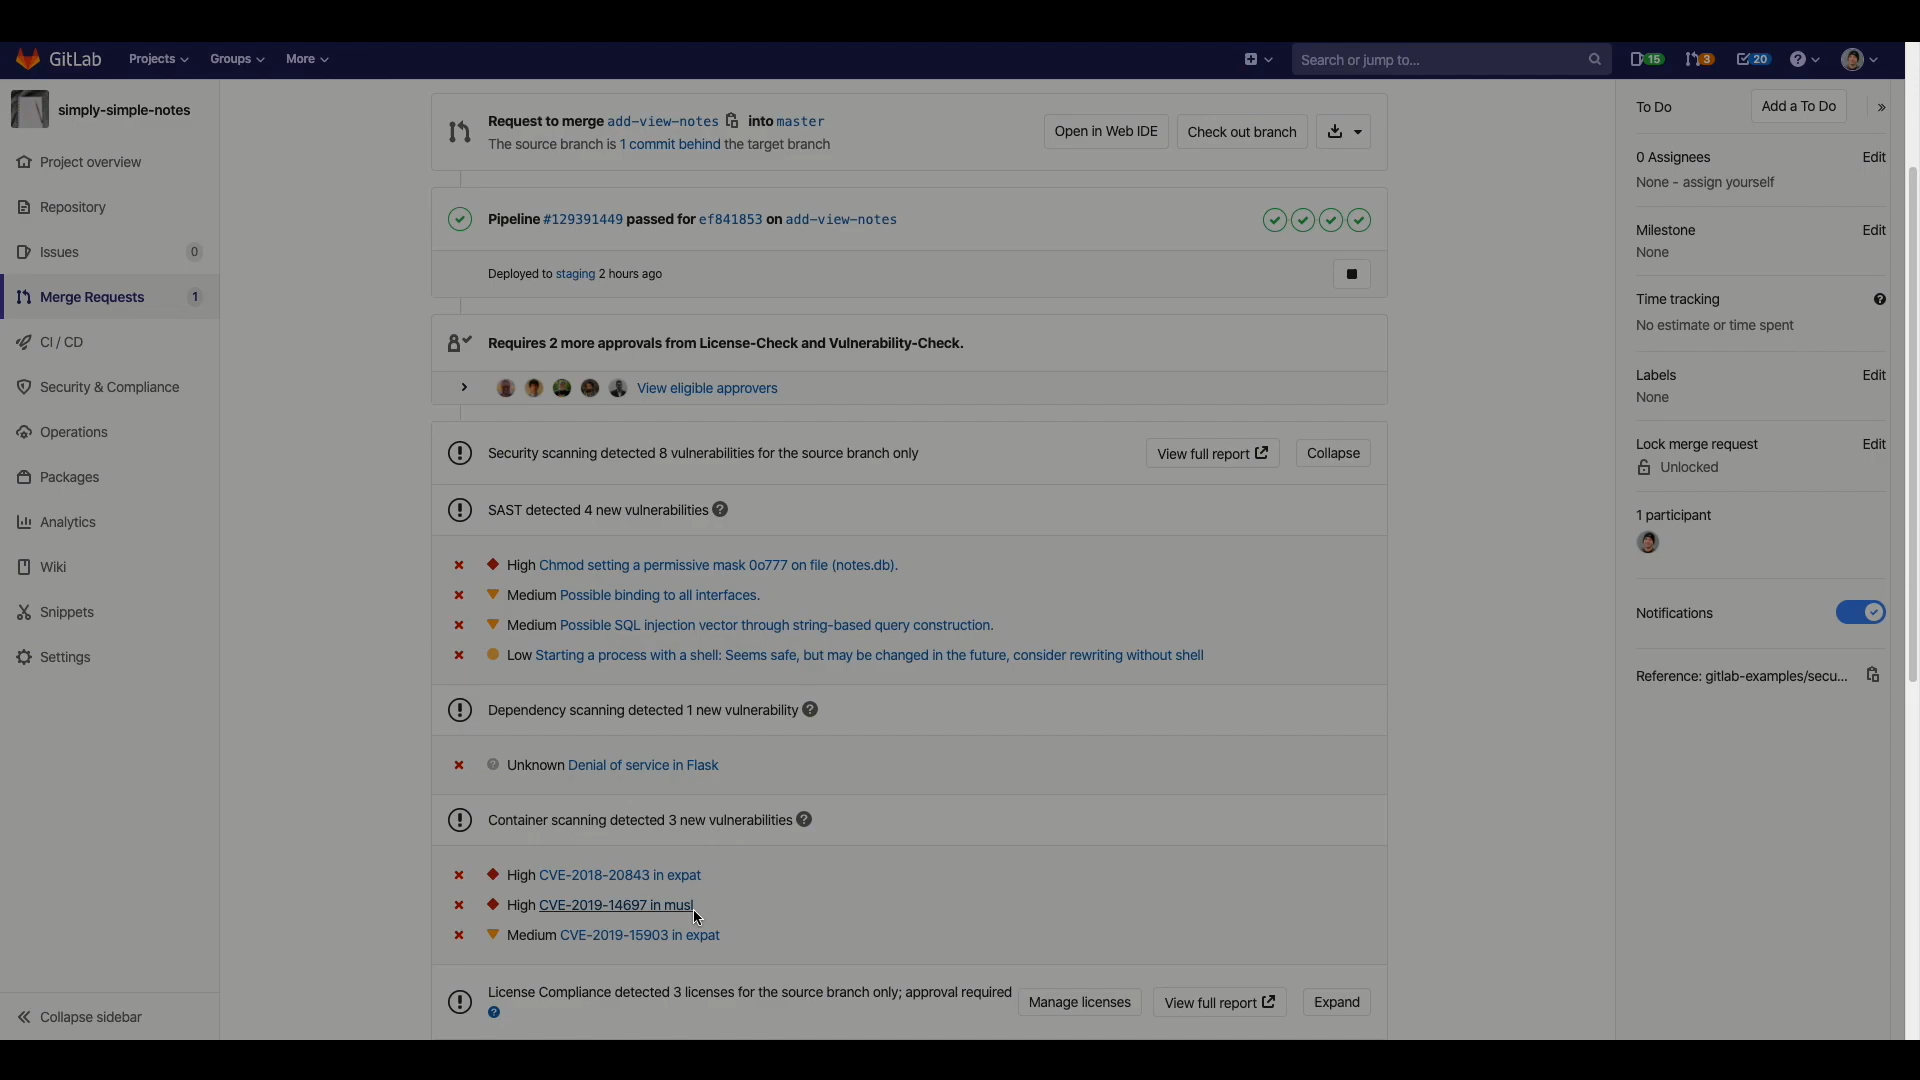 GitLab Projects Groups More Search or jump to... 15 3 20
simply-simple-notes
Project overview
Repository
Issues 0
Merge Requests 1
CI / CD
Security & Compliance
Operations
Packages
Analytics
Wiki
Snippets
Settings
Collapse sidebar
Request to merge add-view-notes into master
The source branch is 1 commit behind the target branch
Open in Web IDE Check out branch
Pipeline #129391449 passed for ef841853 on add-view-notes
Deployed to staging 2 hours ago
Requires 2 more approvals from License-Check and Vulnerability-Check.
View eligible approvers
Security scanning detected 8 vulnerabilities for the source branch only View full report Collapse
SAST detected 4 new vulnerabilities ?
High Chmod setting a permissive mask 0o777 on file (notes.db).
Medium Possible binding to all interfaces.
Medium Possible SQL injection vector through string-based query construction.
Low Starting a process with a shell: Seems safe, but may be changed in the future, consider rewriting without shell
Dependency scanning detected 1 new vulnerability ?
Unknown Denial of service in Flask
Container scanning detected 3 new vulnerabilities ?
High CVE-2018-20843 in expat
High CVE-2019-14697 in musl
Medium CVE-2019-15903 in expat
License Compliance detected 3 licenses for the source branch only; approval required
?
Manage licenses View full report Expand
To Do Add a To Do »
0 Assignees Edit
None - assign yourself
Milestone Edit
None
Time tracking ?
No estimate or time spent
Labels Edit
None
Lock merge request Edit
Unlocked
1 participant
Notifications
Reference: gitlab-examples/secu...